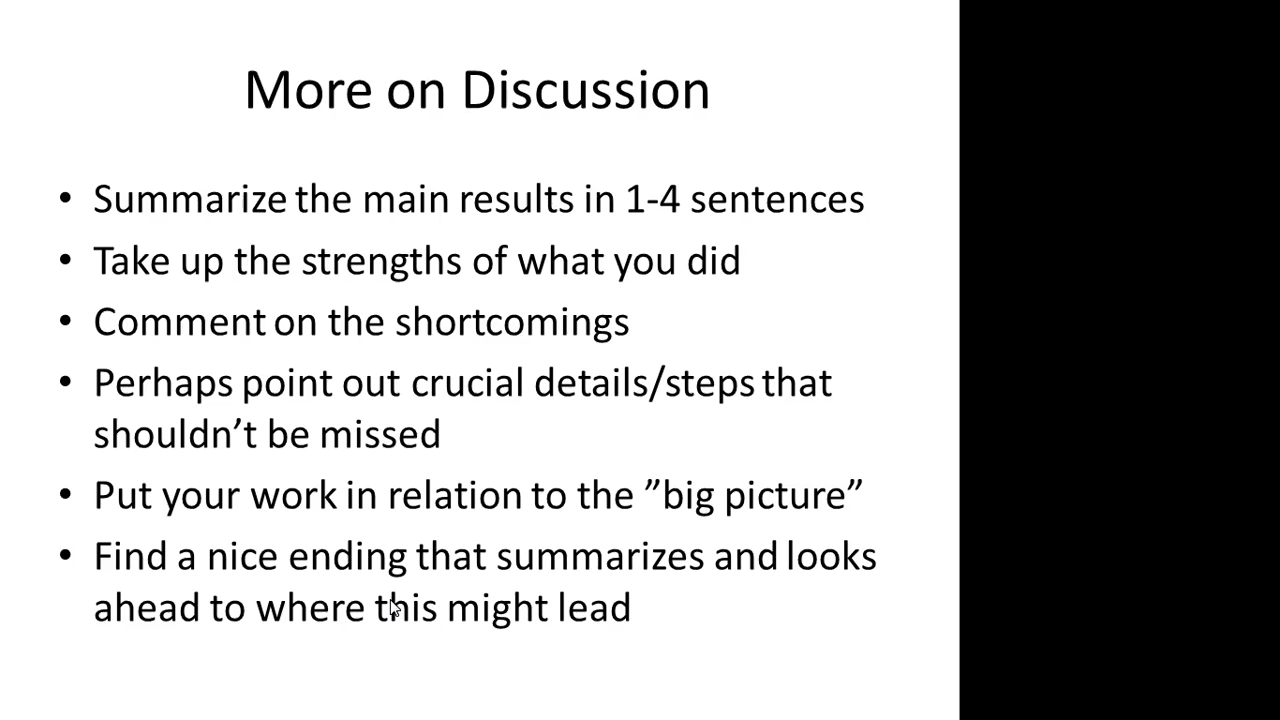 More on Discussion
• Summarize the main results in 1-4 sentences
• Take up the strengths of what you did
• Comment on the shortcomings
• Perhaps point out crucial details/steps that
shouldn’t be missed
• Put your work in relation to the ”big picture”
• Find a nice ending that summarizes and looks
ahead to where this might lead